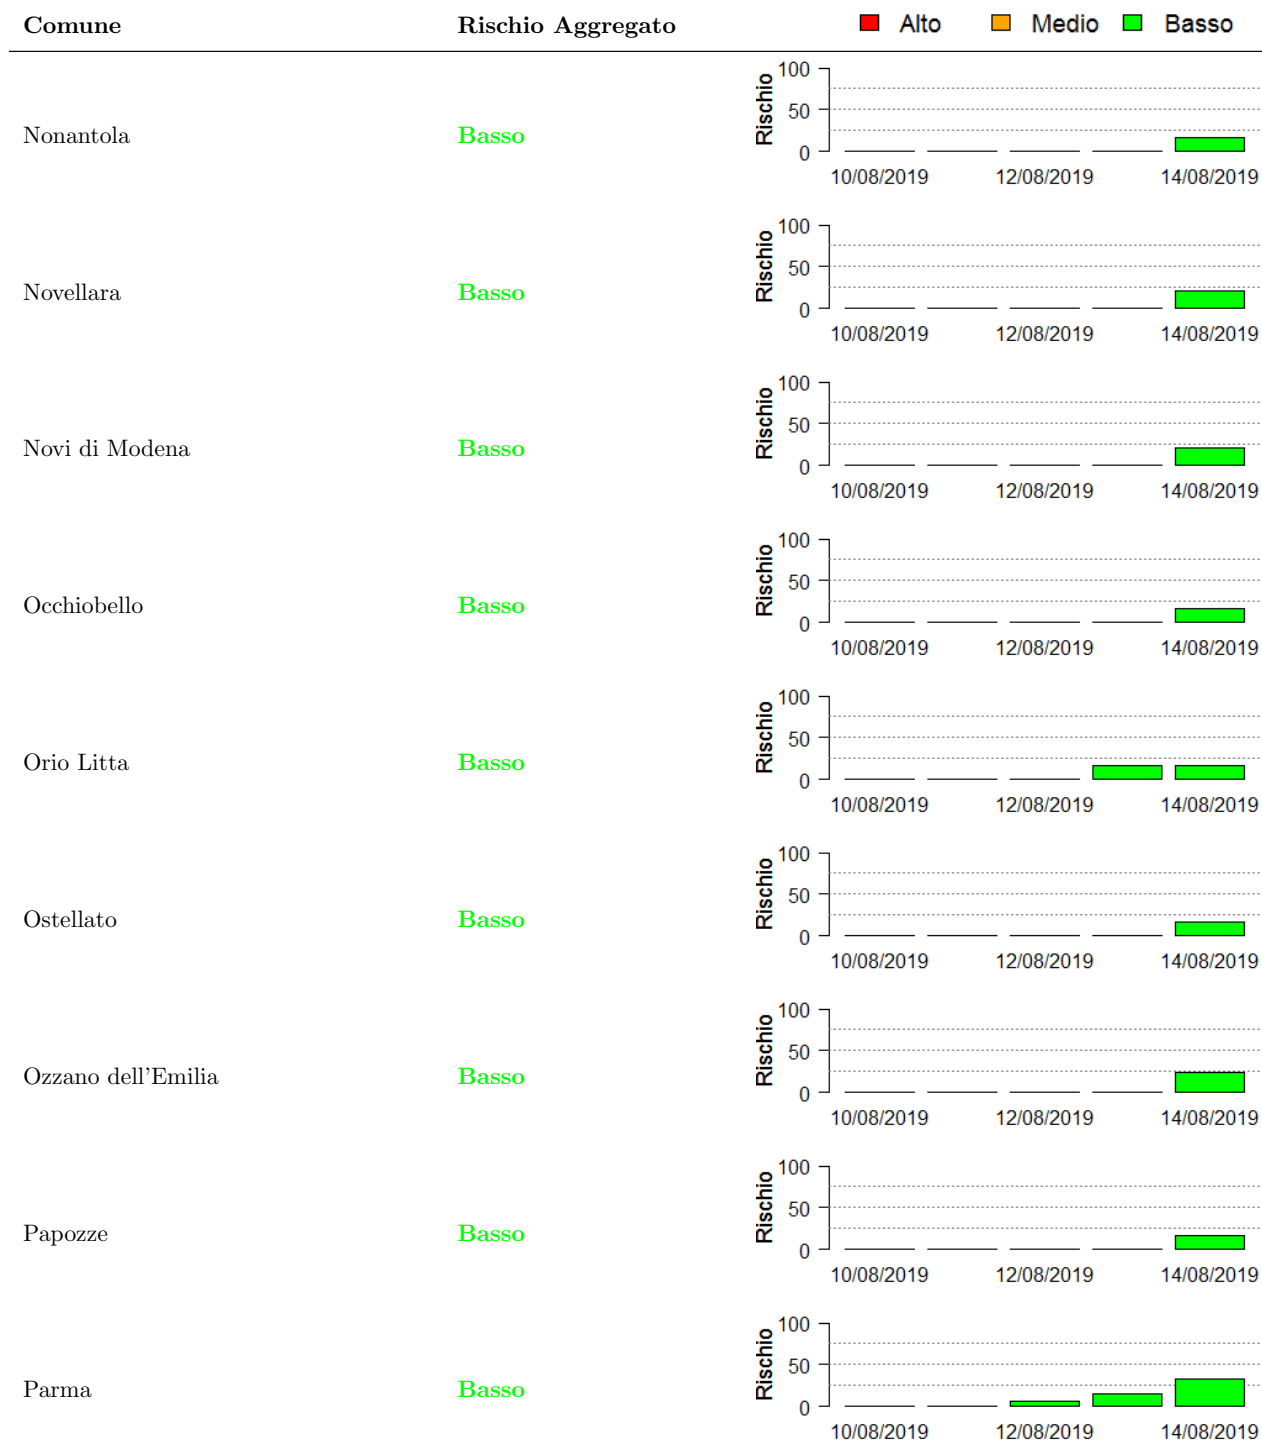 Comune Rischio Aggregato Alto Medio Basso
Nonantola Basso
Rischio
100
50
0
10/08/2019 12/08/2019 14/08/2019
Novellara Basso
Rischio
100
50
0
10/08/2019 12/08/2019 14/08/2019
Novi di Modena Basso
Rischio
100
50
0
10/08/2019 12/08/2019 14/08/2019
Occhiobello Basso
Rischio
100
50
0
10/08/2019 12/08/2019 14/08/2019
Orio Litta Basso
Rischio
100
50
0
10/08/2019 12/08/2019 14/08/2019
Ostellato Basso
Rischio
100
50
0
10/08/2019 12/08/2019 14/08/2019
Ozzano dell'Emilia Basso
Rischio
100
50
0
10/08/2019 12/08/2019 14/08/2019
Papozze Basso
Rischio
100
50
0
10/08/2019 12/08/2019 14/08/2019
Parma Basso
Rischio
100
50
0
10/08/2019 12/08/2019 14/08/2019